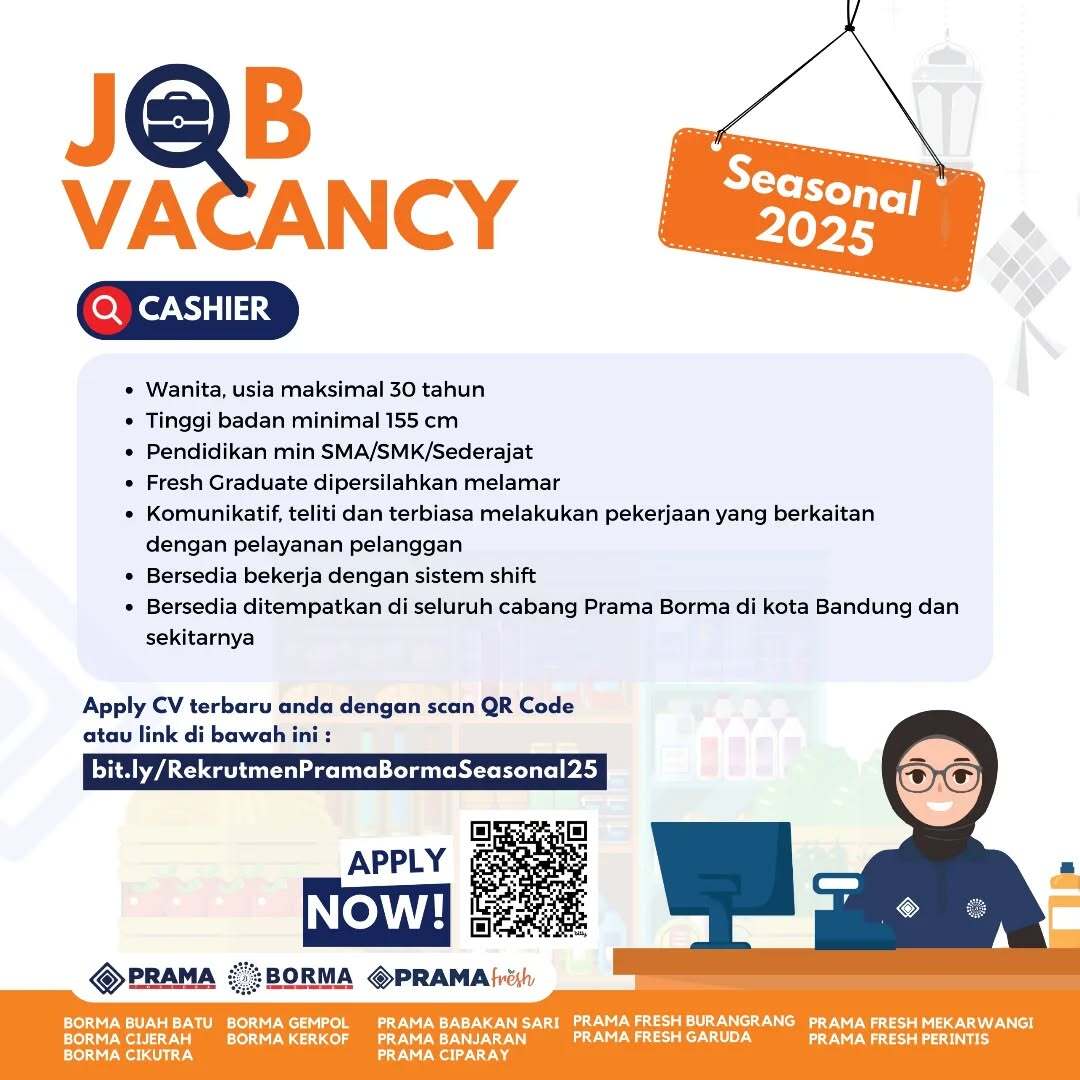 JOB
VACANCY
Seasonal
2025
CASHIER
• Wanita, usia maksimal 30 tahun
• Tinggi badan minimal 155 cm
• Pendidikan min SMA/SMK/Sederajat
• Fresh Graduate dipersilahkan melamar
• Komunikatif, teliti dan terbiasa melakukan pekerjaan yang berkaitan
dengan pelayanan pelanggan
• Bersedia bekerja dengan sistem shift
• Bersedia ditempatkan di seluruh cabang Prama Borma di kota Bandung dan
sekitarnya
Apply CV terbaru anda dengan scan QR Code
atau link di bawah ini :
bit.ly/RekrutmenPramaBormaSeasonal25
APPLY
NOW!
bitly
PRAMA BORMA PRAMA fresh
BORMA BUAH BATU
BORMA CIJERAH
BORMA CIKUTRA
BORMA GEMPOL
BORMA KERKOF
PRAMA BABAKAN SARI
PRAMA BANJARAN
PRAMA CIPARAY
PRAMA FRESH BURANGRANG
PRAMA FRESH GARUDA
PRAMA FRESH MEKARWANGI
PRAMA FRESH PERINTIS